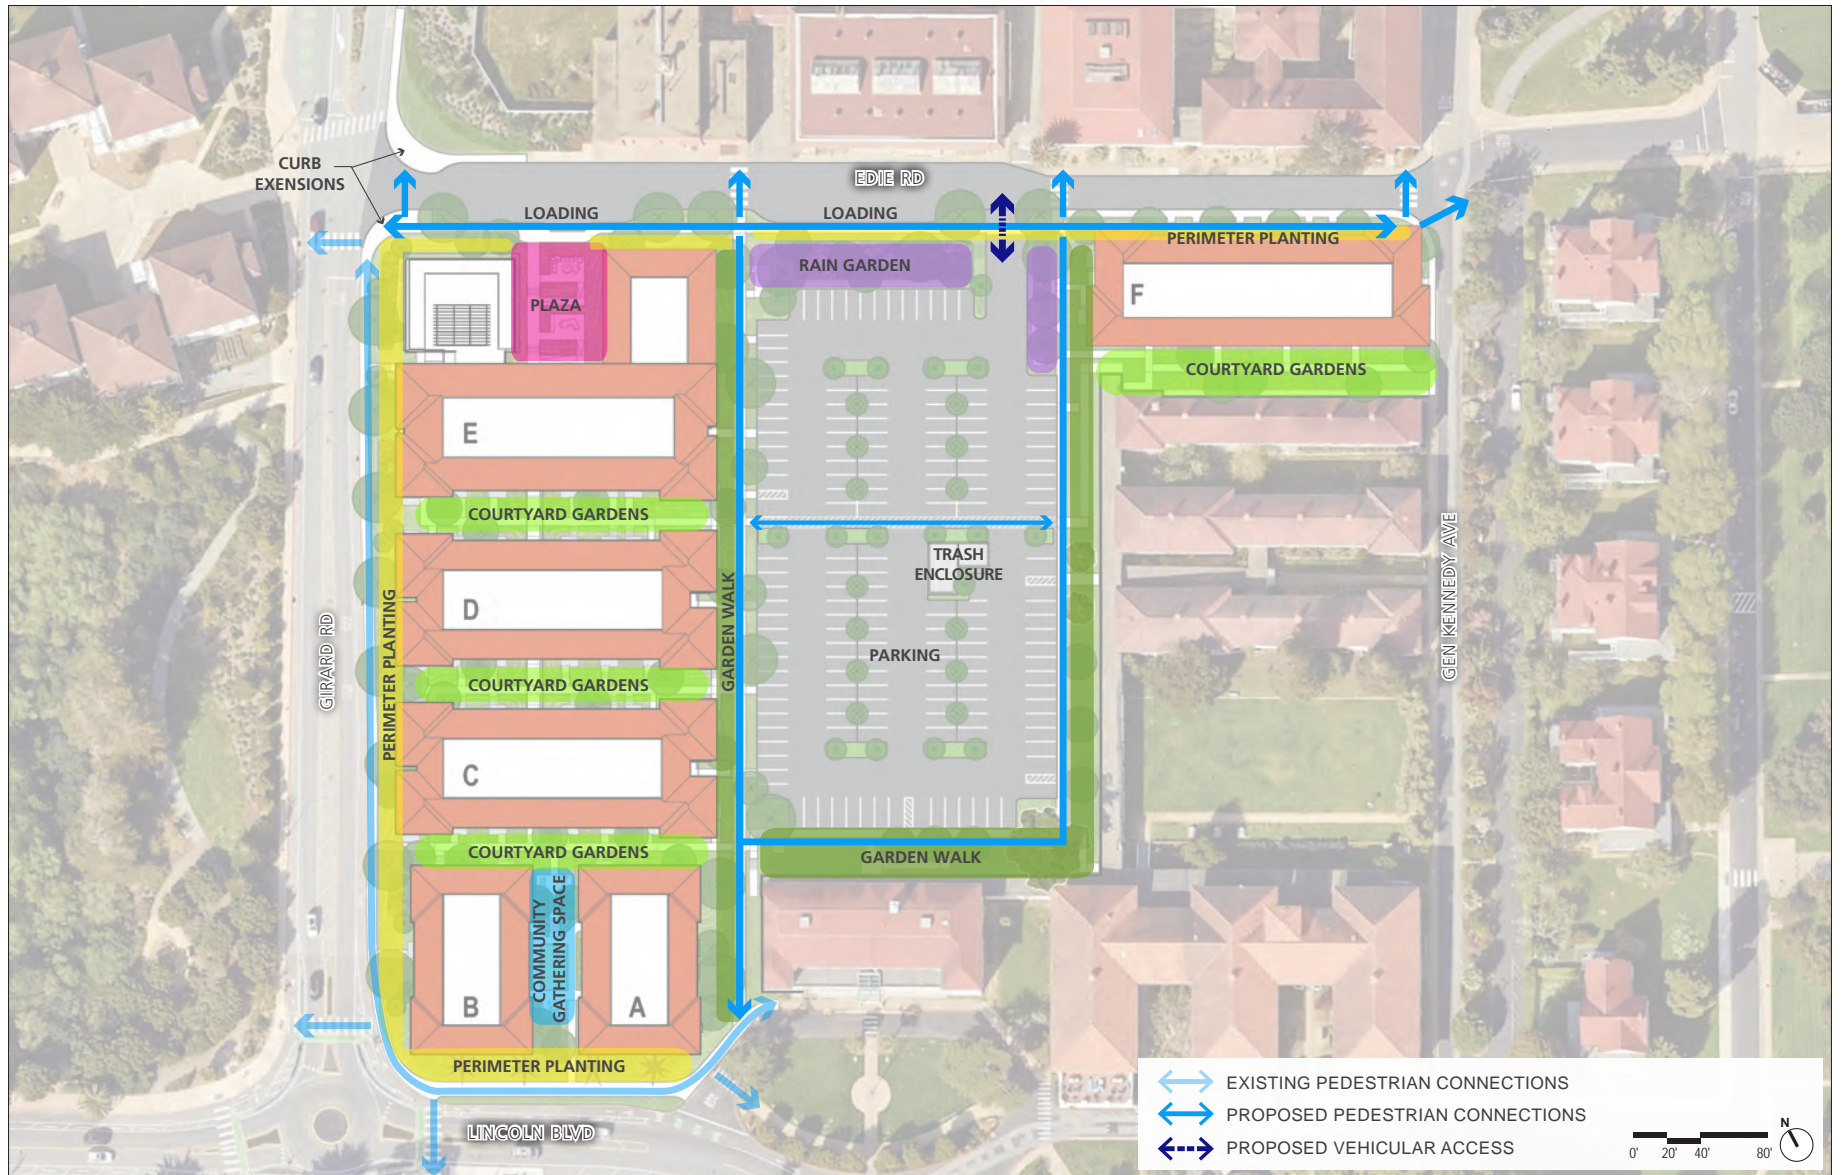 CURB
EXENSIONS
EDIE RD
LOADING
LOADING
PERIMETER PLANTING
RAIN GARDEN
PLAZA
F
COURTYARD GARDENS
E
COURTYARD GARDENS
TRASH
ENCLOSURE
D
GARDEN WALK
PERIMETER PLANTING
GIRARD RD
GEN KENNEDY AVE
PARKING
COURTYARD GARDENS
C
COURTYARD GARDENS
GARDEN WALK
COMMUNITY
GATHERING SPACE
B
A
PERIMETER PLANTING
LINCOLN BLVD
EXISTING PEDESTRIAN CONNECTIONS
PROPOSED PEDESTRIAN CONNECTIONS
PROPOSED VEHICULAR ACCESS
N
0' 20' 40' 80'